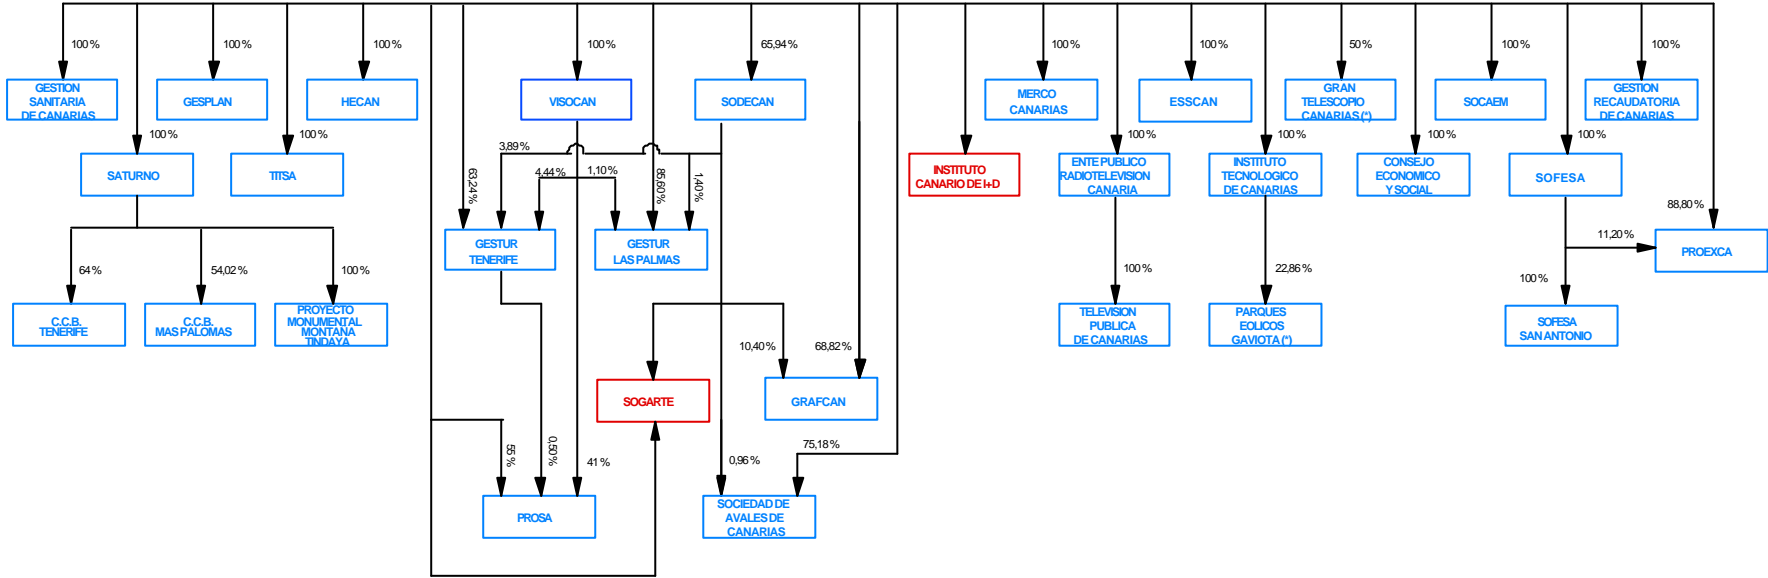 100 %
100 %
100 %
100 %
65,94 %
100 %
100 %
50 %
100 %
100 %
GESTION
SANITARIA
DE CANARIAS
GESPLAN
HECAN
VISOCAN
SODECAN
MERCO
CANARIAS
ESSCAN
GRAN
TELESCOPIO
CANARIAS (*)
SOCAEM
GESTION
RECAUDATORIA
DE CANARIAS
100 %
100 %
3,89 %
100 %
100 %
100 %
100 %
SATURNO
TITSA
63,24 %
4,44 %
1,10 %
85,60 %
1,40 %
INSTITUTO
CANARIO DE I+D
ENTE PUBLICO
RADIOTELEVISION
CANARIA
INSTITUTO
TECNOLOGICO
DE CANARIAS
CONSEJO
ECONOMICO
Y SOCIAL
SOFESA
88,80 %
GESTUR
TENERIFE
GESTUR
LAS PALMAS
11,20 %
PROEXCA
64 %
54,02 %
100 %
100 %
22,86 %
100 %
C.C.B.
TENERIFE
C.C.B.
MAS PALOMAS
PROYECTO
MONUMENTAL
MONTANA
TINDAYA
TELEVISION
PUBLICA
DE CANARIAS
PARQUES
EOLICOS
GAVIOTA (*)
SOFESA
SAN ANTONIO
10,40 %
68,82 %
SOGARTE
GRAFCAN
55 %
0,50 %
41 %
0,96 %
75,18 %
PROSA
SOCIEDAD DE
AVALES DE
CANARIAS